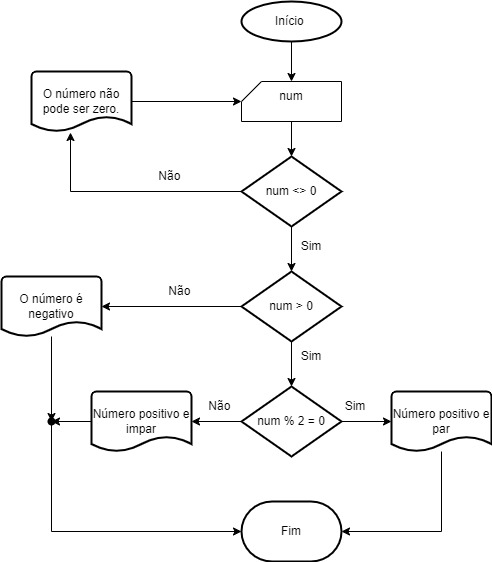 Início
O número não
pode ser zero.
num
Não
num <> 0
Sim
Não
O número é
negativo
num > 0
Sim
Número positivo e
impar
Não
num % 2 = 0
Sim
Número positivo e
par
Fim